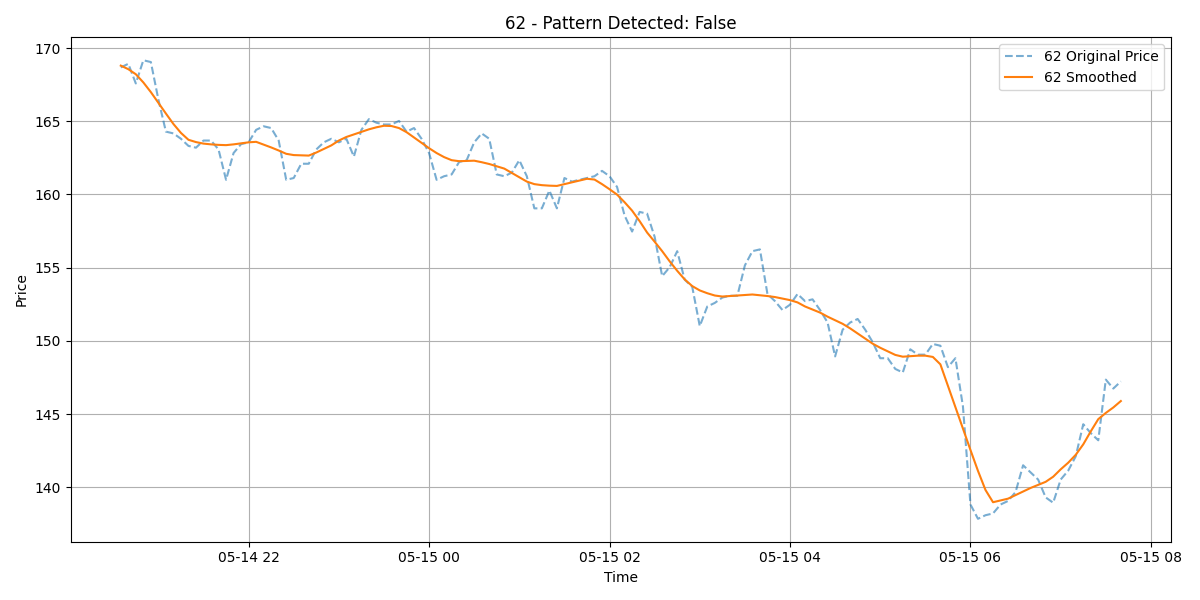 62 - Pattern Detected: False
62 Original Price
62 Smoothed
Price
170
165
160
155
150
145
140
05-14 22
05-15 00
05-15 02
05-15 04
05-15 06
05-15 08
Time